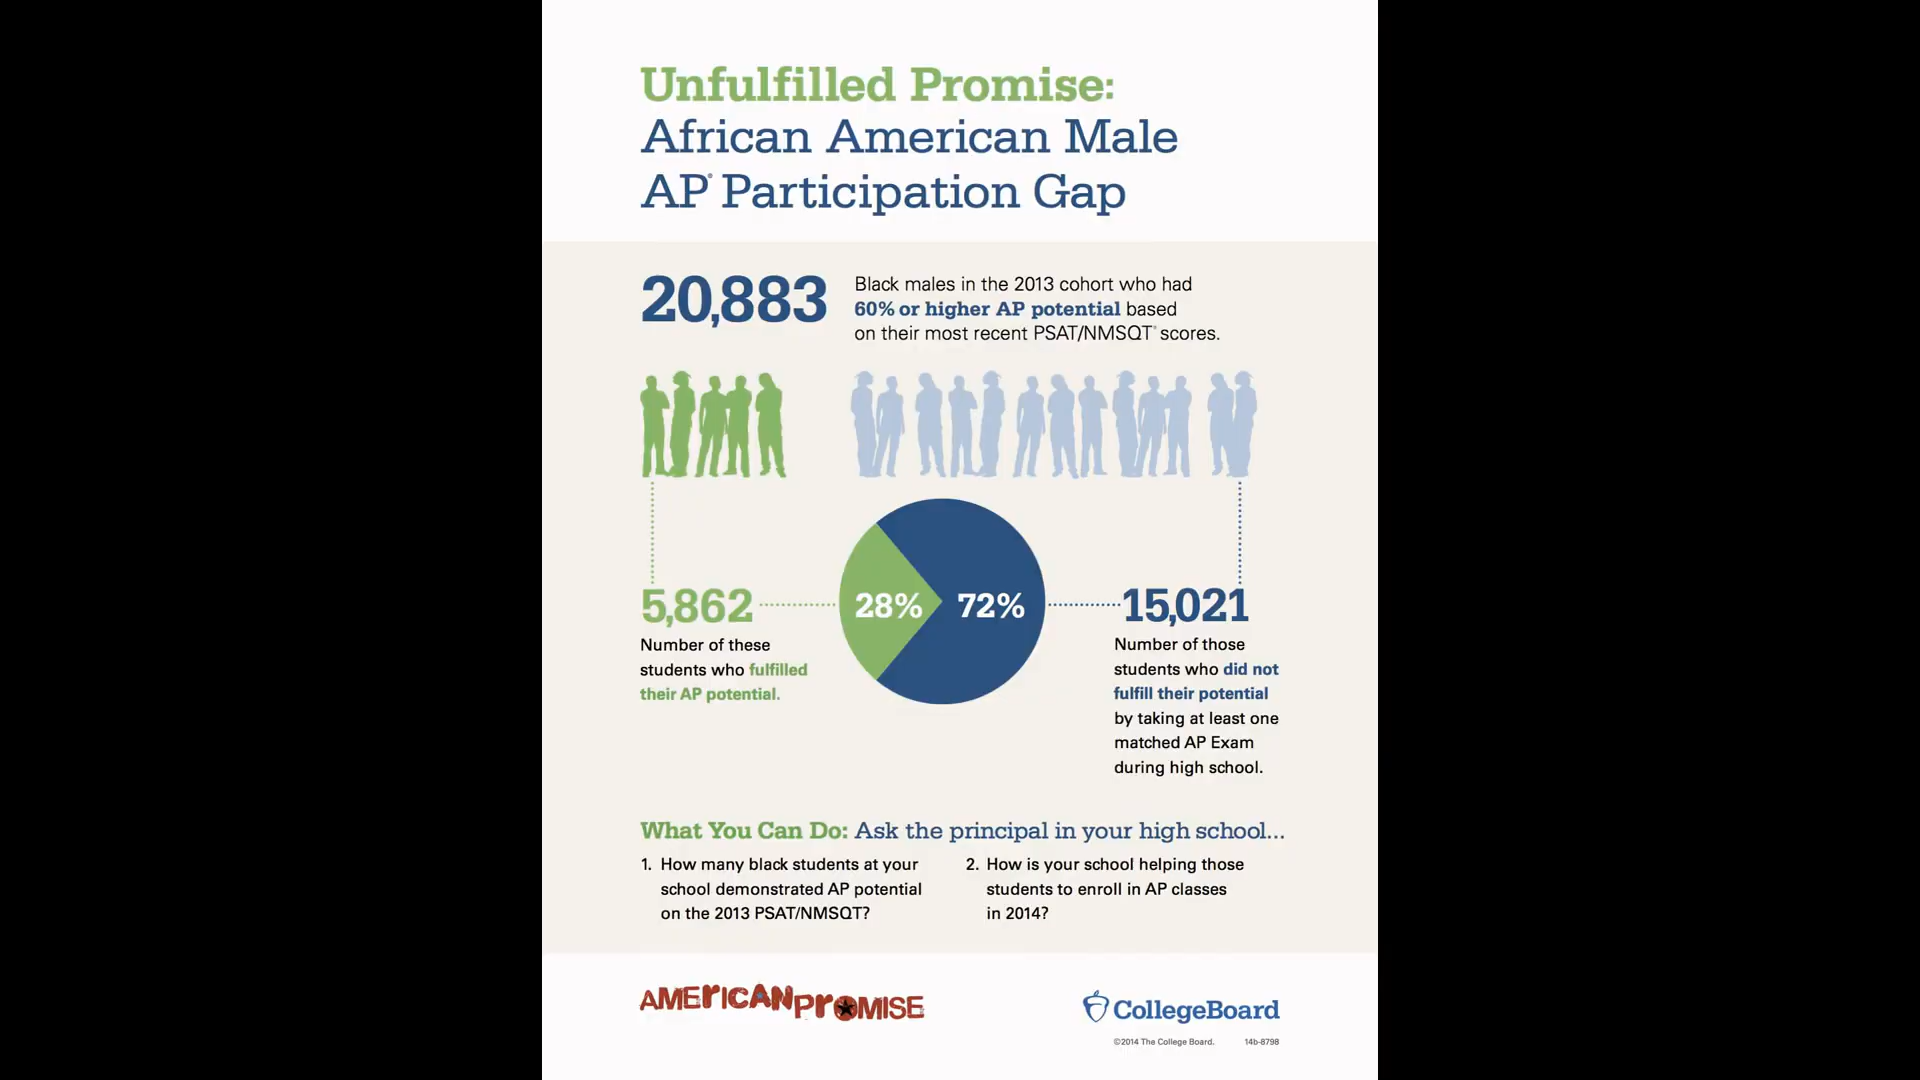 Unfulfilled Promise:
African American Male
AP® Participation Gap
20,883
Black males in the 2013 cohort who had
60% or higher AP potential based
on their most recent PSAT/NMSQT® scores.
28%
72%
5,862
Number of these
students who fulfilled
their AP potential.
15,021
Number of those
students who did not
fulfill their potential
by taking at least one
matched AP Exam
during high school.
What You Can Do: Ask the principal in your high school...
1. How many black students at your
school demonstrated AP potential
on the 2013 PSAT/NMSQT?
2. How is your school helping those
students to enroll in AP classes
in 2014?
AMERICAN PROMISE
CollegeBoard
©2014 The College Board. 14b-8798